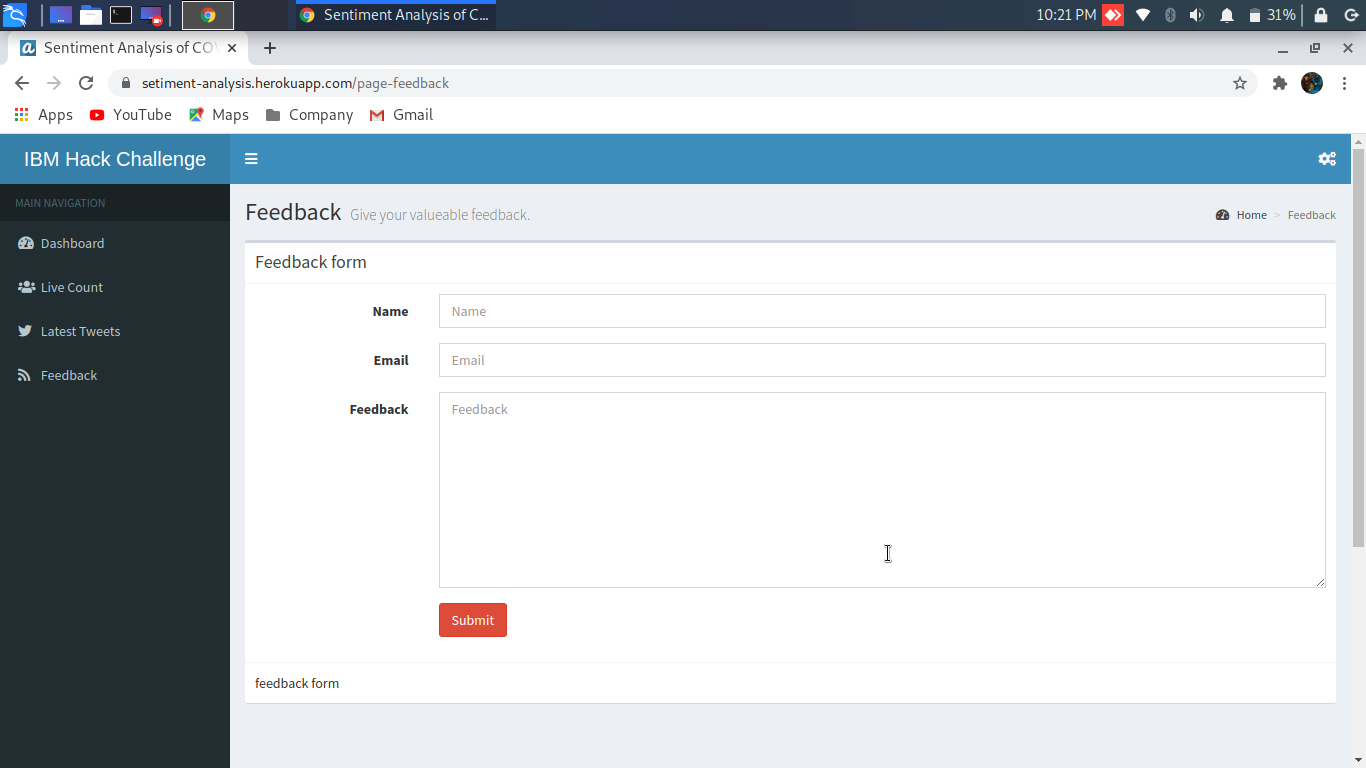 Sentiment Analysis of C...
10:21 PM
31%
Sentiment Analysis of CO
setiment-analysis.herokuapp.com/page-feedback
Apps YouTube Maps Company Gmail
IBM Hack Challenge
MAIN NAVIGATION
Dashboard
Live Count
Latest Tweets
Feedback
Feedback Give your valueable feedback.
Home > Feedback
Feedback form
Name Name
Email Email
Feedback Feedback
Submit
feedback form